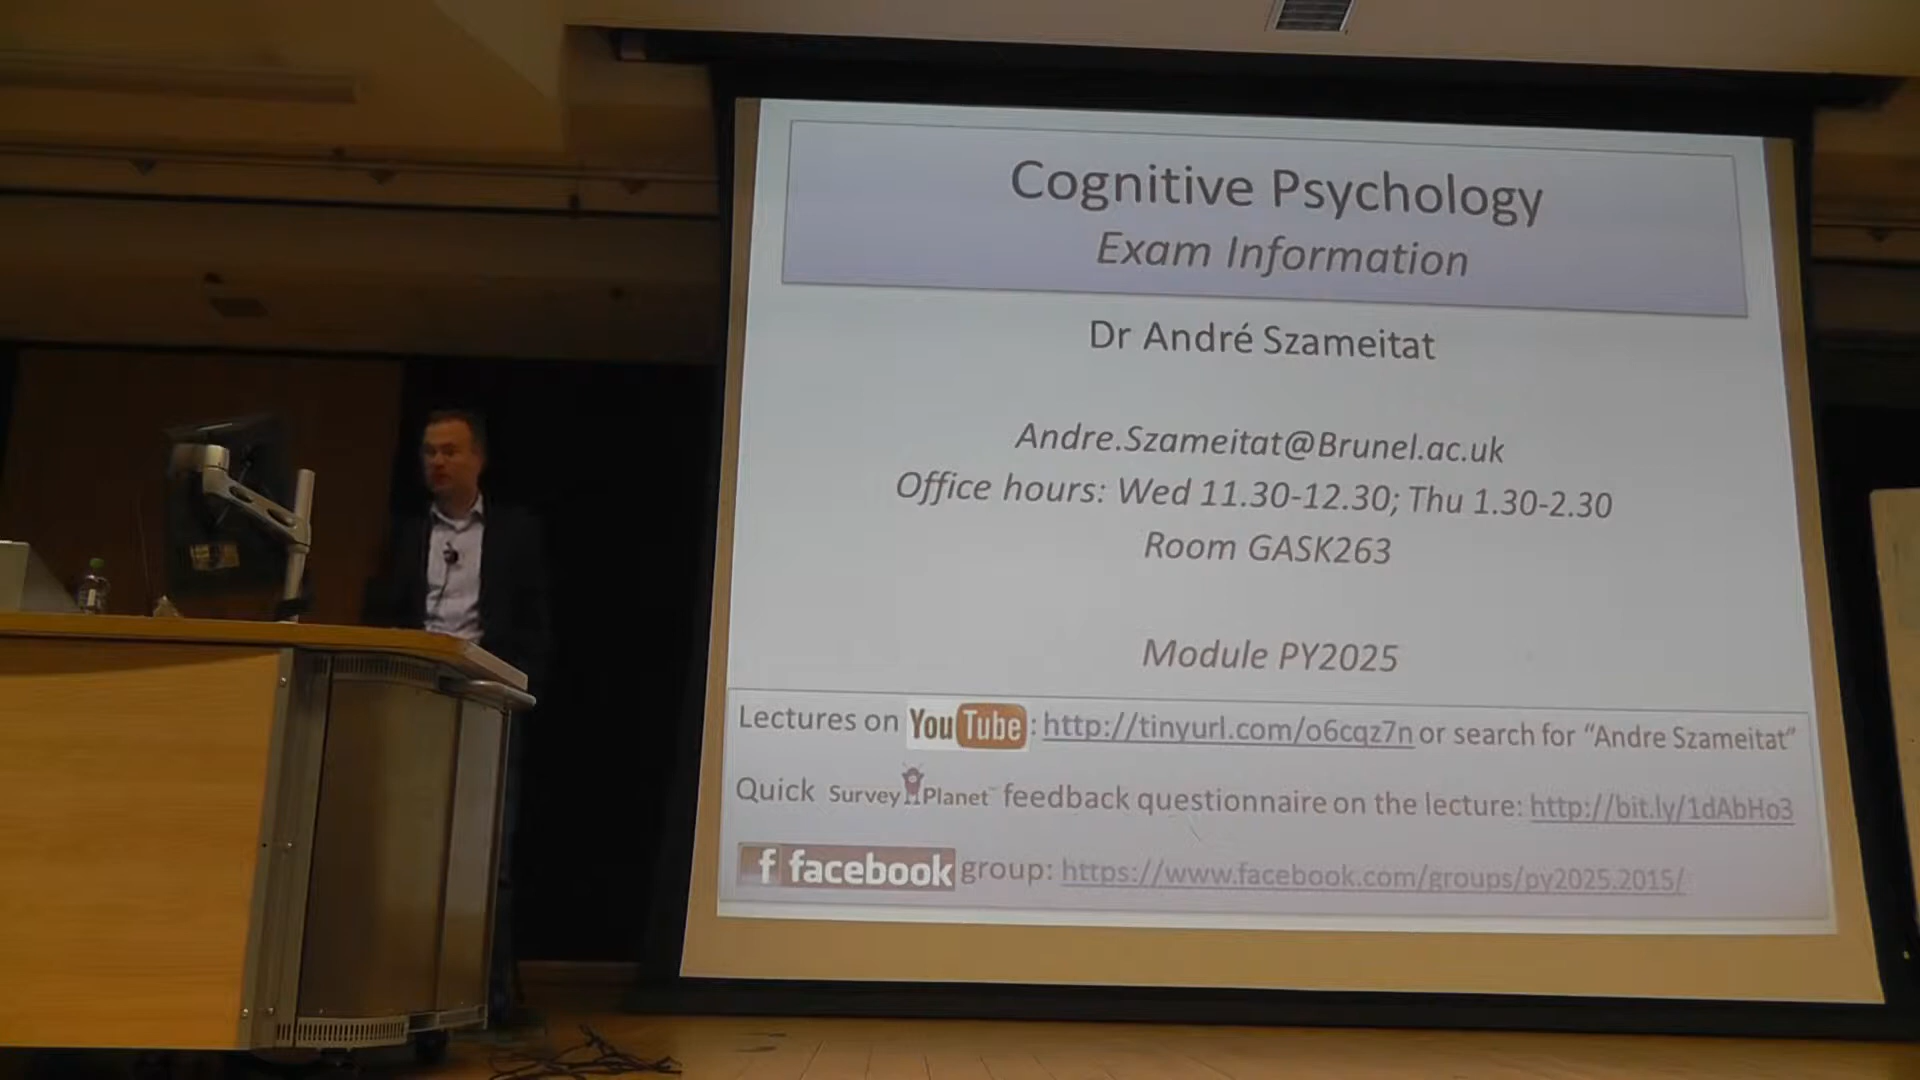 Cognitive Psychology
Exam Information
Dr André Szameitat
Andre.Szameitat@Brunel.ac.uk
Office hours: Wed 11.30-12.30; Thu 1.30-2.30
Room GASK263
Module PY2025
Lectures on YouTube: http://tinyurl.com/o6cqz7n or search for “Andre Szameitat”
Quick SurveyPlanet feedback questionnaire on the lecture: http://bit.ly/1dAbHo3
f facebook group: https://www.facebook.com/groups/py2025.2015/